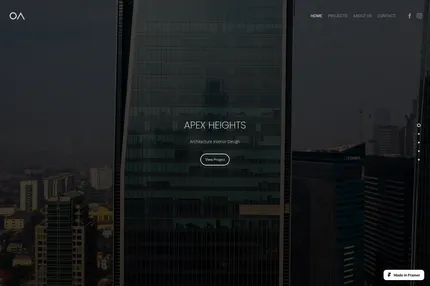 OA
HOME PROJECTS ABOUT US CONTACT
APEX HEIGHTS
Architecture Interior Design
View Project
Made in Framer